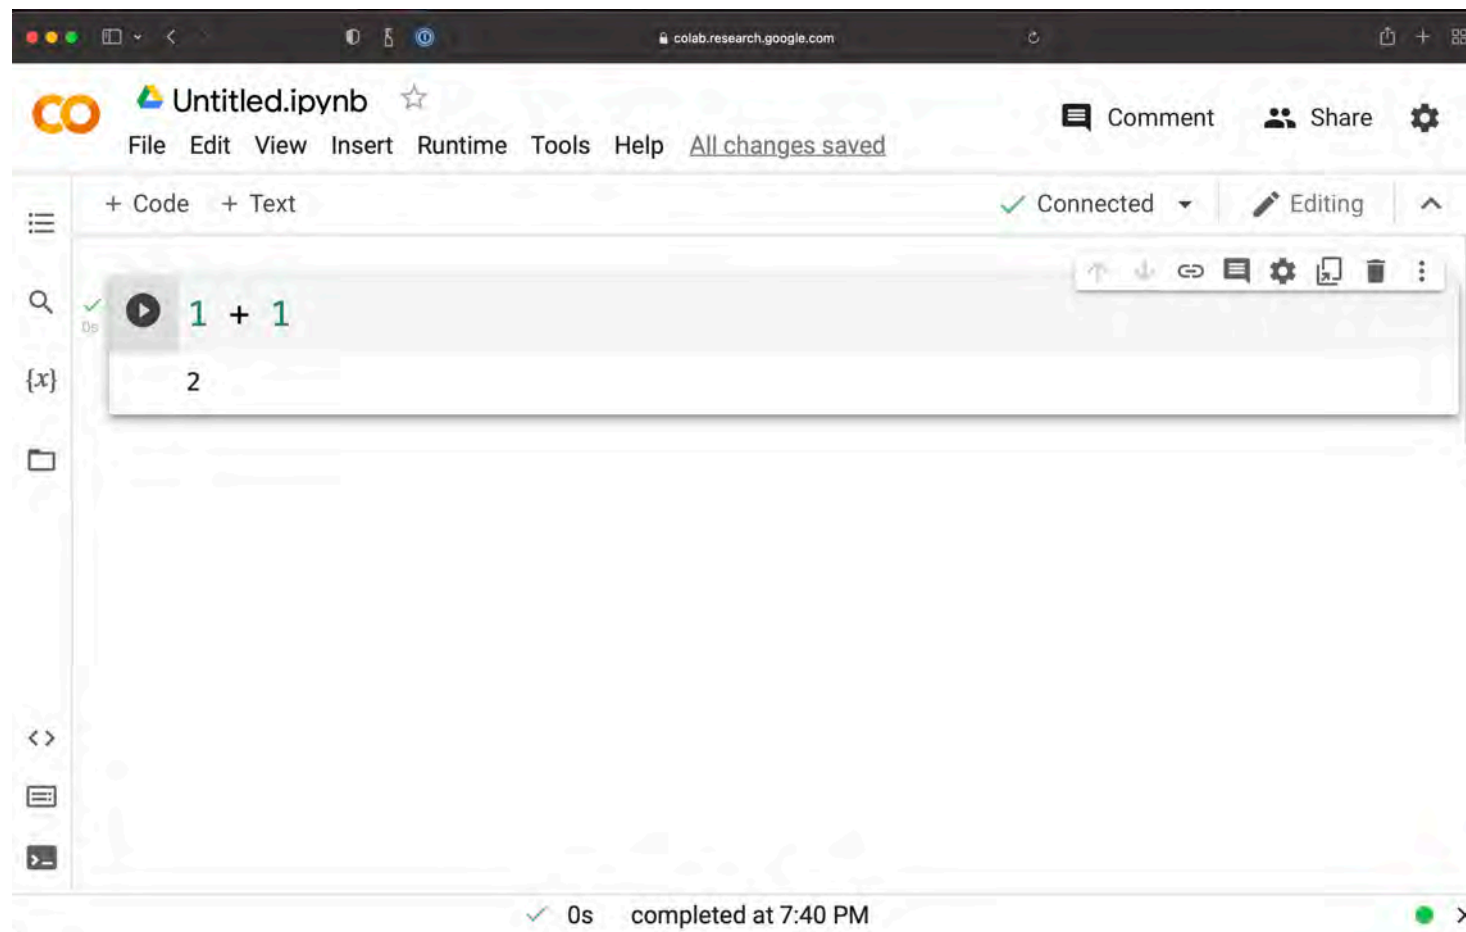 colab.research.google.com
Untitled.ipynb
Comment
Share
File Edit View Insert Runtime Tools Help All changes saved
+ Code + Text
Connected
Editing
1 + 1
0s
{x}
2
0s completed at 7:40 PM